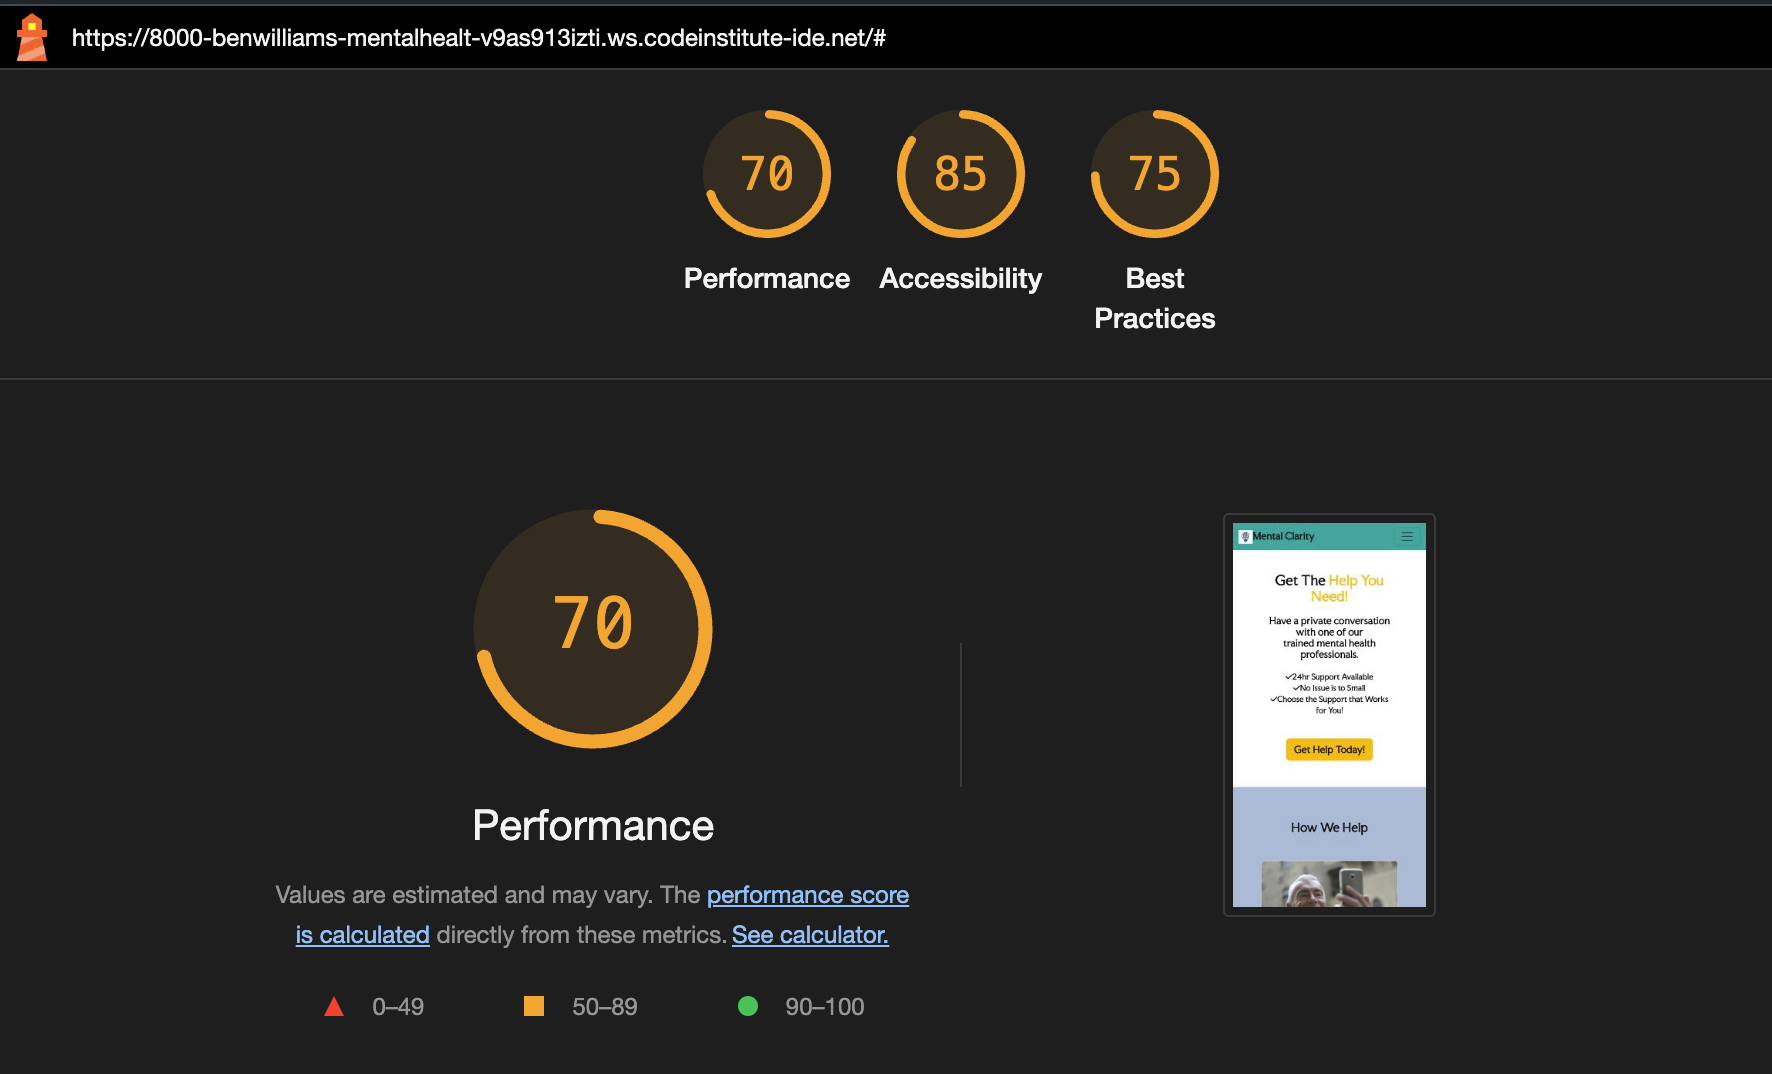 https://8000-benwilliams-mentalhealt-v9as913izti.ws.codeinstitute-ide.net/#
70
85
75
Performance
Accessibility
Best
Practices
70
Performance
Values are estimated and may vary. The performance score
is calculated directly from these metrics. See calculator.
0–49
50–89
90–100
Mental Clarity
Get The Help You
Need!
Have a private conversation
with one of our
trained mental health
professionals.
✓24hr Support Available
✓No Issue is to Small
✓Choose the Support that Works
for You!
Get Help Today!
How We Help